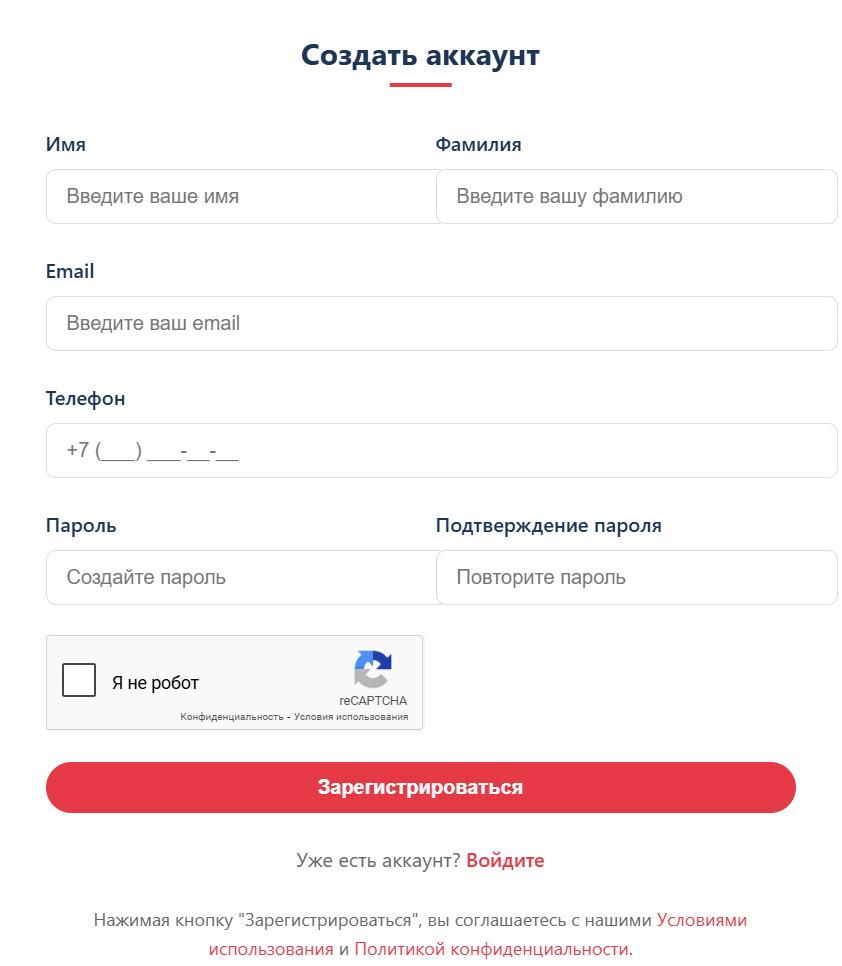 Создать аккаунт
Имя
Фамилия
Введите ваше имя
Введите вашу фамилию
Email
Введите ваш email
Телефон
+7 (___) ___-__-__
Пароль
Подтверждение пароля
Создайте пароль
Повторите пароль
Я не робот
reCAPTCHA
Конфиденциальность - Условия использования
Зарегистрироваться
Уже есть аккаунт? Войдите
Нажимая кнопку "Зарегистрироваться", вы соглашаетесь с нашими Условиями
использования и Политикой конфиденциальности.